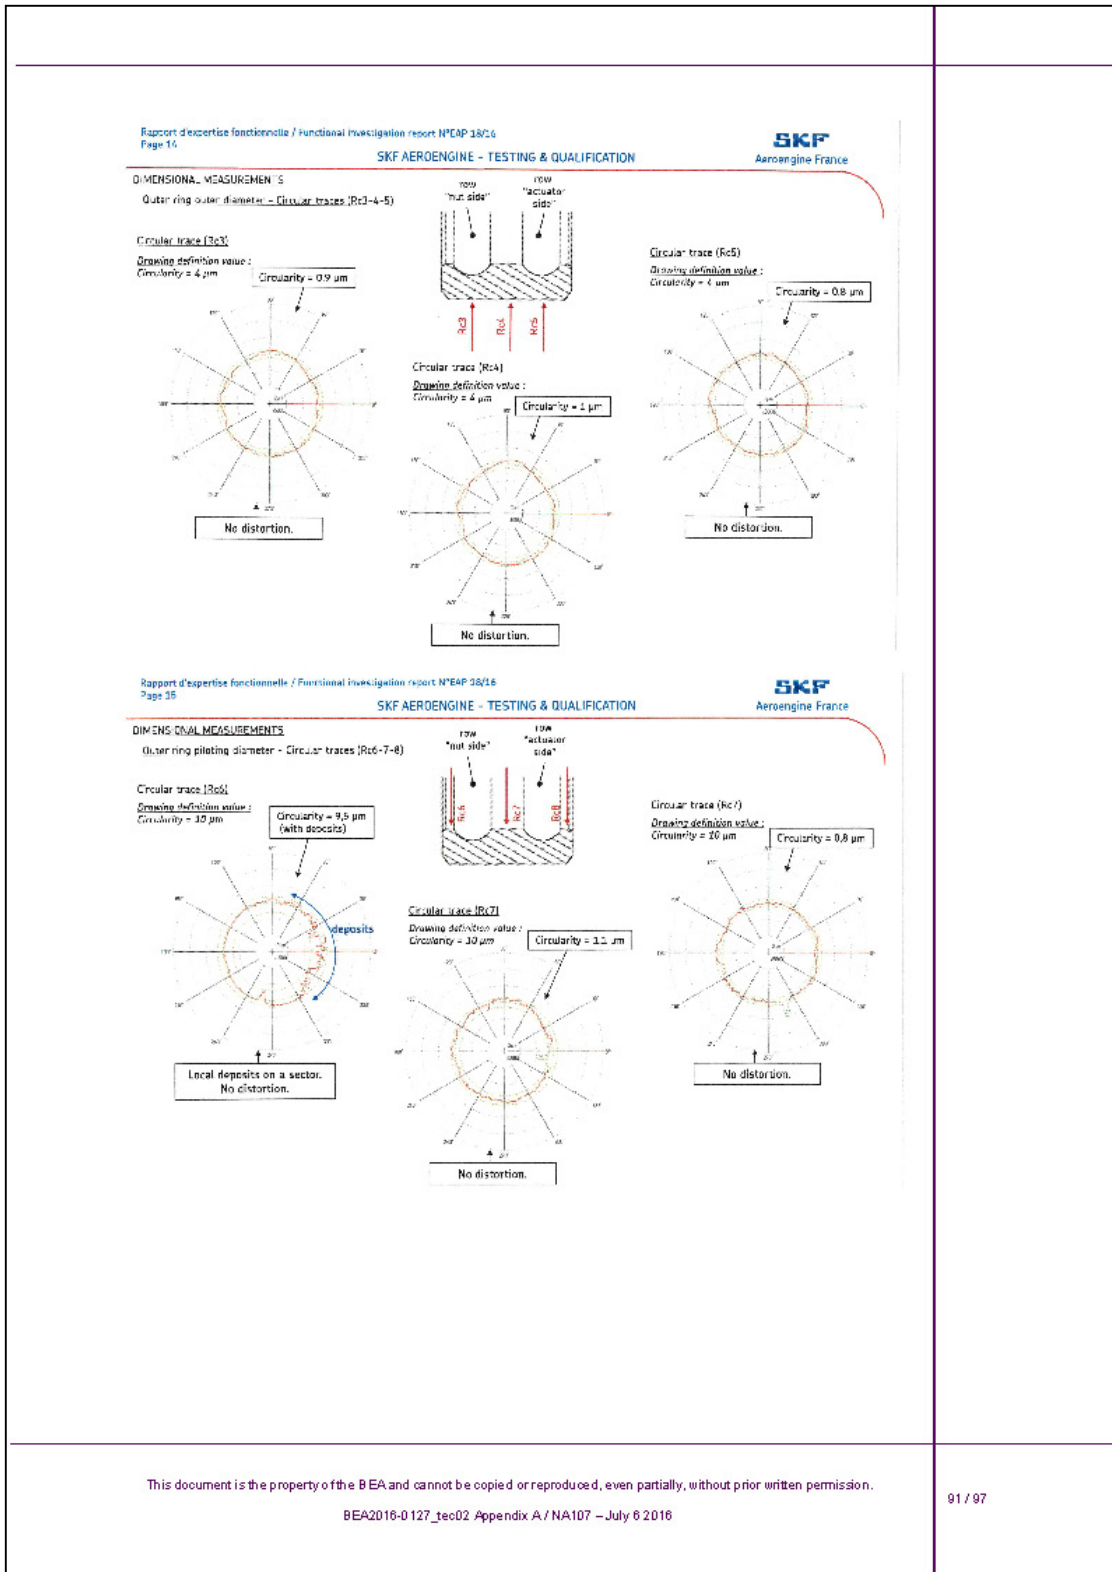 Rapport d'expertise fonctionnelle / Functional investigation report N°EAP 18/16
Page 14
SKF
SKF AEROENGINE - TESTING & QUALIFICATION
Aeroengine France
DIMENSIONAL MEASUREMENTS
Outer ring outer diameter - Circular traces (Rc3-4-5)
row
"nut side"
row
"actuator
side"
Circular trace (Rc3)
Drawing definition value :
Circularity = 4 µm
Circularity = 0.9 µm
No distortion.
Rc3
Rc4
Rc5
Circular trace (Rc4)
Drawing definition value :
Circularity = 4 µm
Circularity = 1 µm
No distortion.
Circular trace (Rc5)
Drawing definition value :
Circularity = 4 µm
Circularity = 0.8 µm
No distortion.
Rapport d'expertise fonctionnelle / Functional investigation report N°EAP 18/16
Page 15
SKF
SKF AEROENGINE - TESTING & QUALIFICATION
Aeroengine France
DIMENSIONAL MEASUREMENTS
Outer ring piloting diameter - Circular traces (Rc6-7-8)
row
"nut side"
row
"actuator
side"
Circular trace (Rc6)
Drawing definition value :
Circularity = 10 µm
Circularity = 9,5 µm
(with deposits)
deposits
Local deposits on a sector.
No distortion.
Rc6
Rc7
Rc8
Circular trace (Rc7)
Drawing definition value :
Circularity = 10 µm
Circularity = 1.1 µm
No distortion.
Circular trace (Rc7)
Drawing definition value :
Circularity = 10 µm
Circularity = 0,8 µm
No distortion.
This document is the property of the BEA and cannot be copied or reproduced, even partially, without prior written permission.
BEA2016-0127_tec02 Appendix A / NA107 – July 6 2016
91 / 97